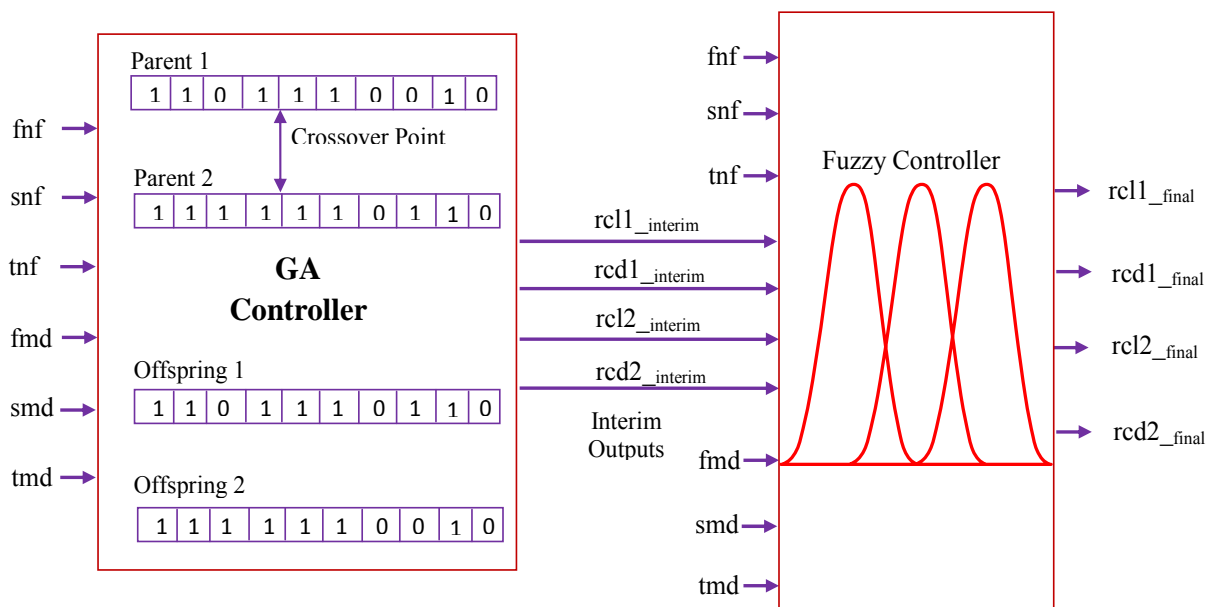 fnf
snf
tnf
fmd
smd
tmd
Parent 1
1 1 0 1 1 1 0 0 1 0
Crossover Point
Parent 2
1 1 1 1 1 1 0 1 1 0
GA
Controller
Offspring 1
1 1 0 1 1 1 0 1 1 0
Offspring 2
1 1 1 1 1 1 0 0 1 0
rcl1_interim
rcd1_interim
rcl2_interim
rcd2_interim
Interim
Outputs
fnf
snf
tnf
fmd
smd
tmd
Fuzzy Controller
rcl1_final
rcd1_final
rcl2_final
rcd2_final